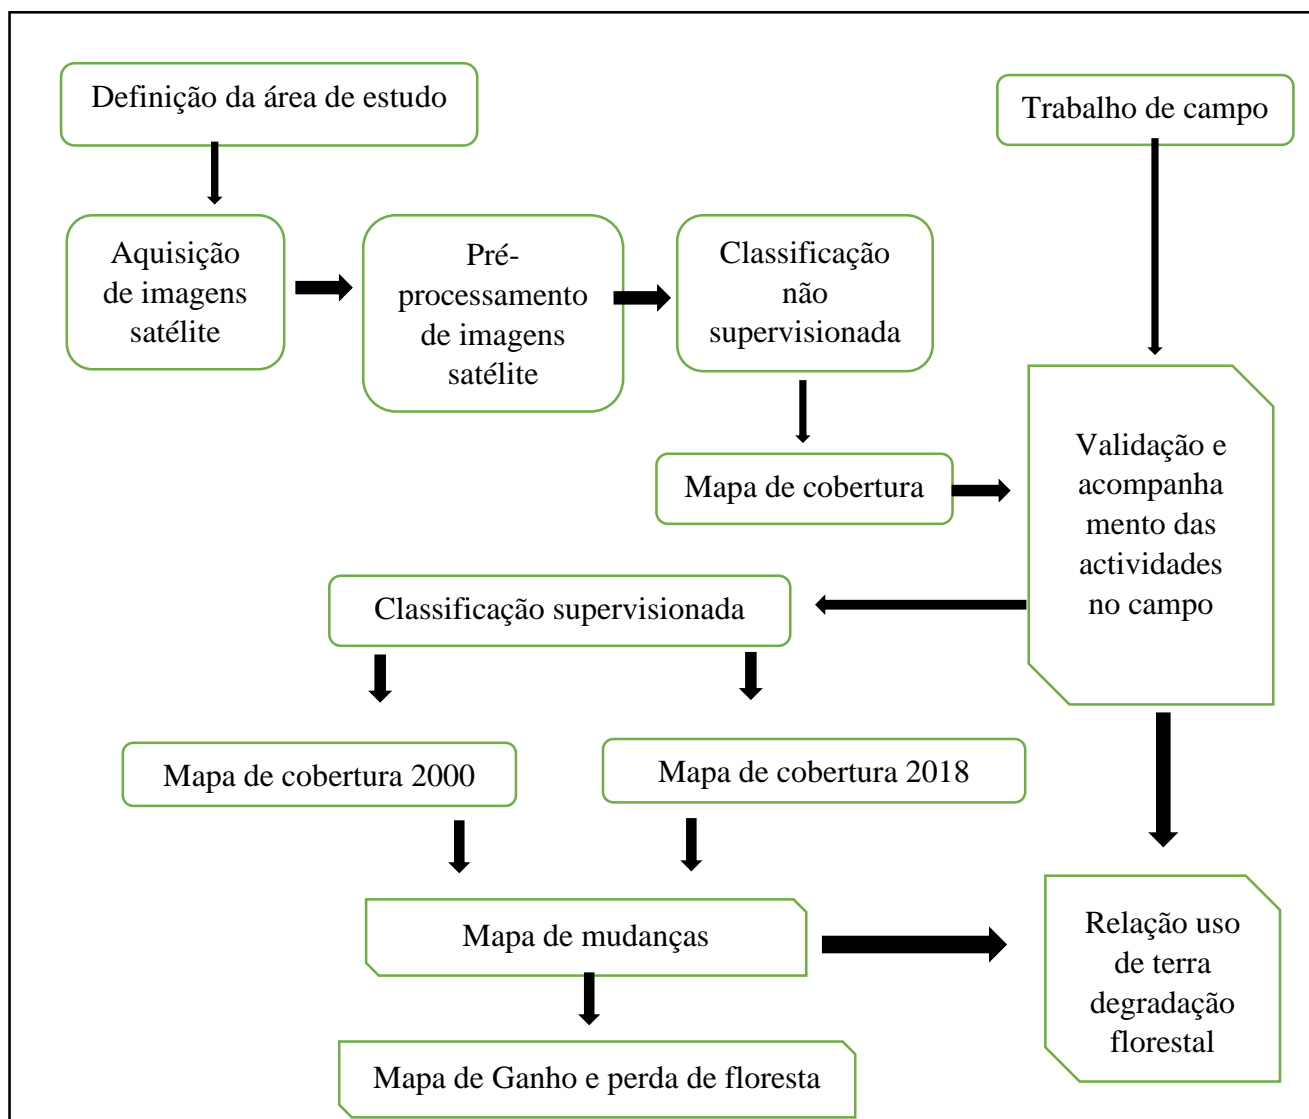 Definição da área de estudo
Trabalho de campo
Aquisição
de imagens
satélite
Pré-
processamento
de imagens
satélite
Classificação
não
supervisionada
Mapa de cobertura
Validação e
acompanha
mento das
actividades
no campo
Classificação supervisionada
Mapa de cobertura 2000
Mapa de cobertura 2018
Mapa de mudanças
Relação uso
de terra
degradação
florestal
Mapa de Ganho e perda de floresta